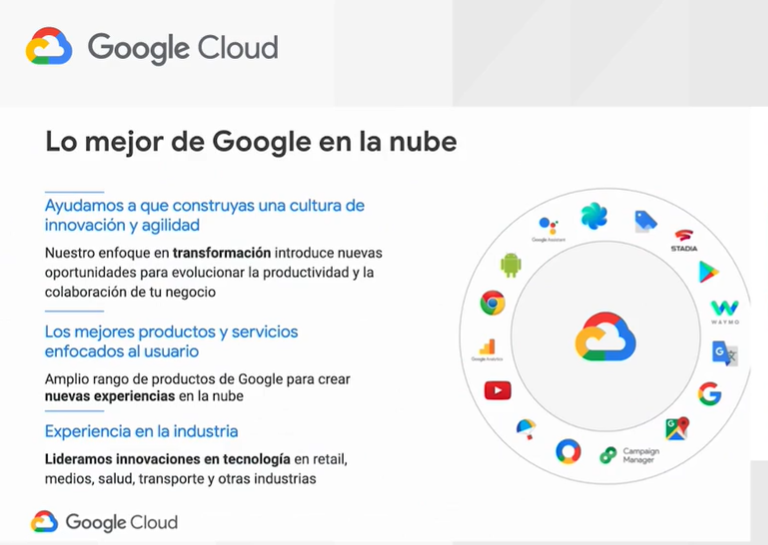 Google Cloud
Lo mejor de Google en la nube
Ayudamos a que construyas una cultura de
innovación y agilidad
Nuestro enfoque en transformación introduce nuevas
oportunidades para evolucionar la productividad y la
colaboración de tu negocio
Los mejores productos y servicios
enfocados al usuario
Amplio rango de productos de Google para crear
nuevas experiencias en la nube
Experiencia en la industria
Lideramos innovaciones en tecnología en retail,
medios, salud, transporte y otras industrias
Google Assistant
STADIA
WAYMO
Google Analytics
Campaign
Manager
Google Cloud